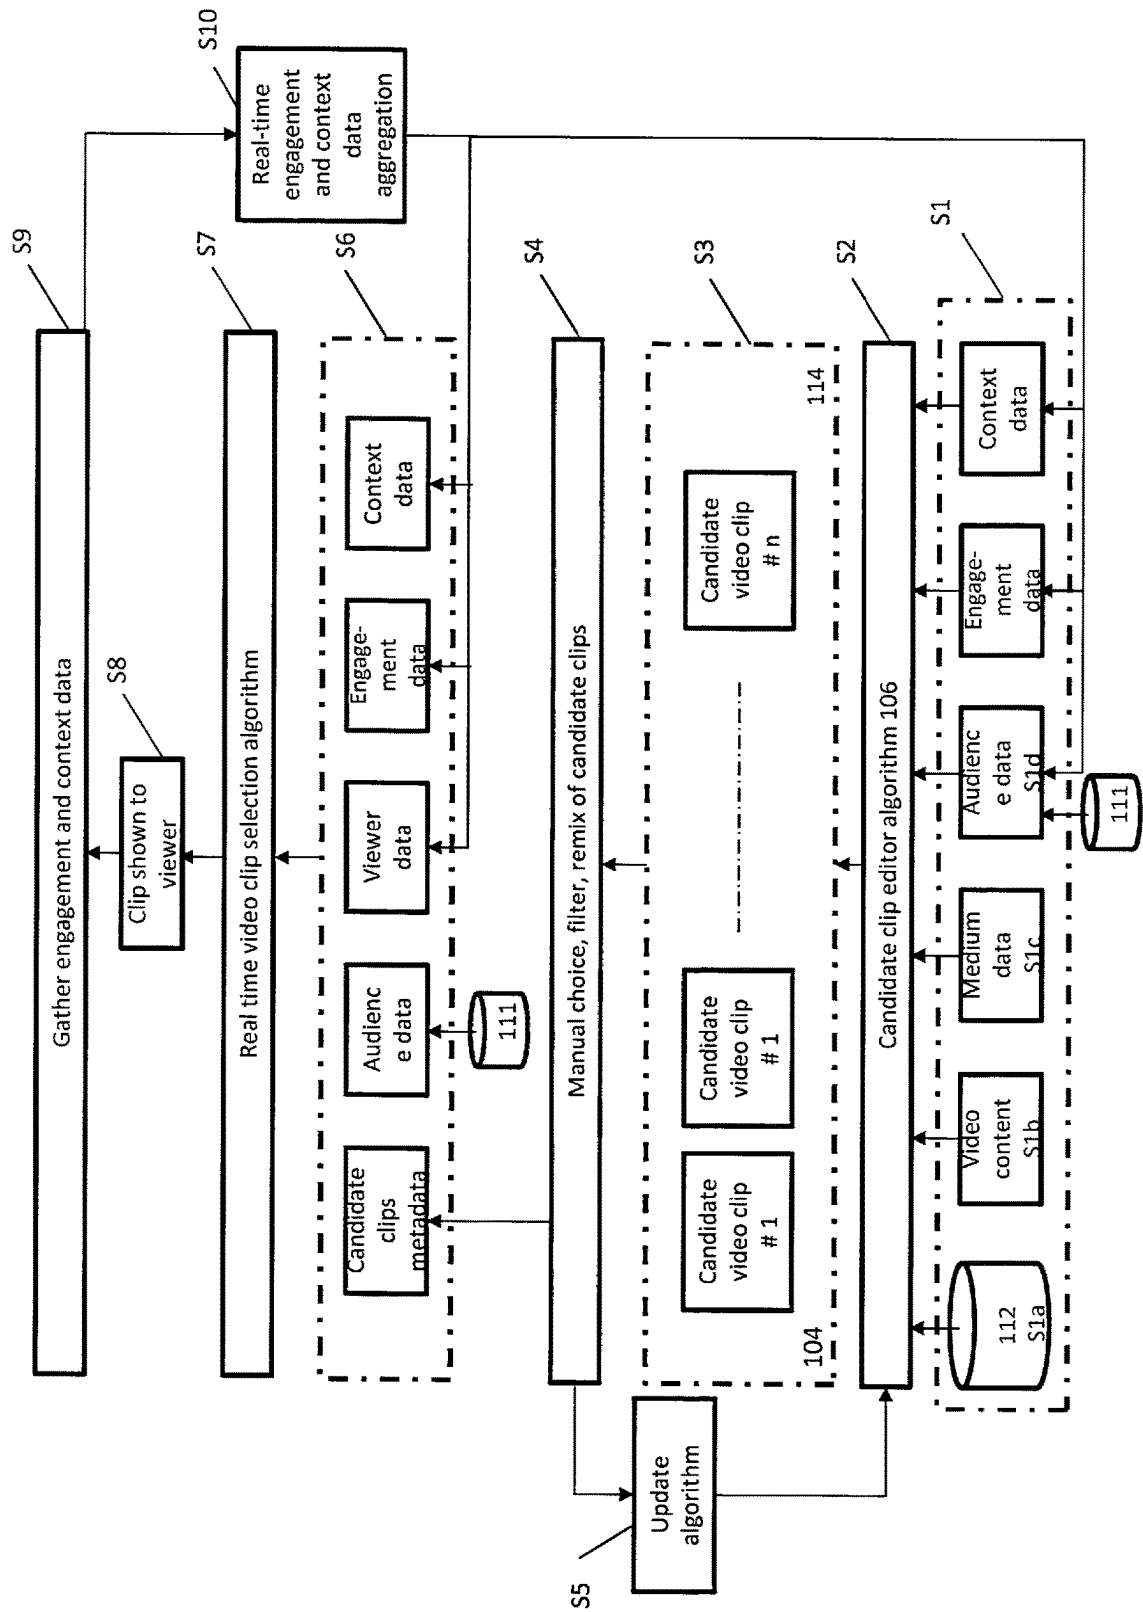 S9
Gather engagement and context data
S10
Real-time
engagement
and context
data
aggregation
S8
Clip shown to
viewer
S7
Real time video clip selection algorithm
S6
Candidate
clips
metadata
Audienc
e data
Viewer
data
Engage-
ment
data
Context
data
111
S4
Manual choice, filter, remix of candidate clips
S5
Update
algorithm
S3
104
Candidate
video clip
# 1
Candidate
video clip
# 1
Candidate
video clip
# n
114
S2
Candidate clip editor algorithm 106
S1
112
S1a
Video
content
S1b
Medium
data
S1c
Audienc
e data
S1d
Engage-
ment
data
Context
data
111